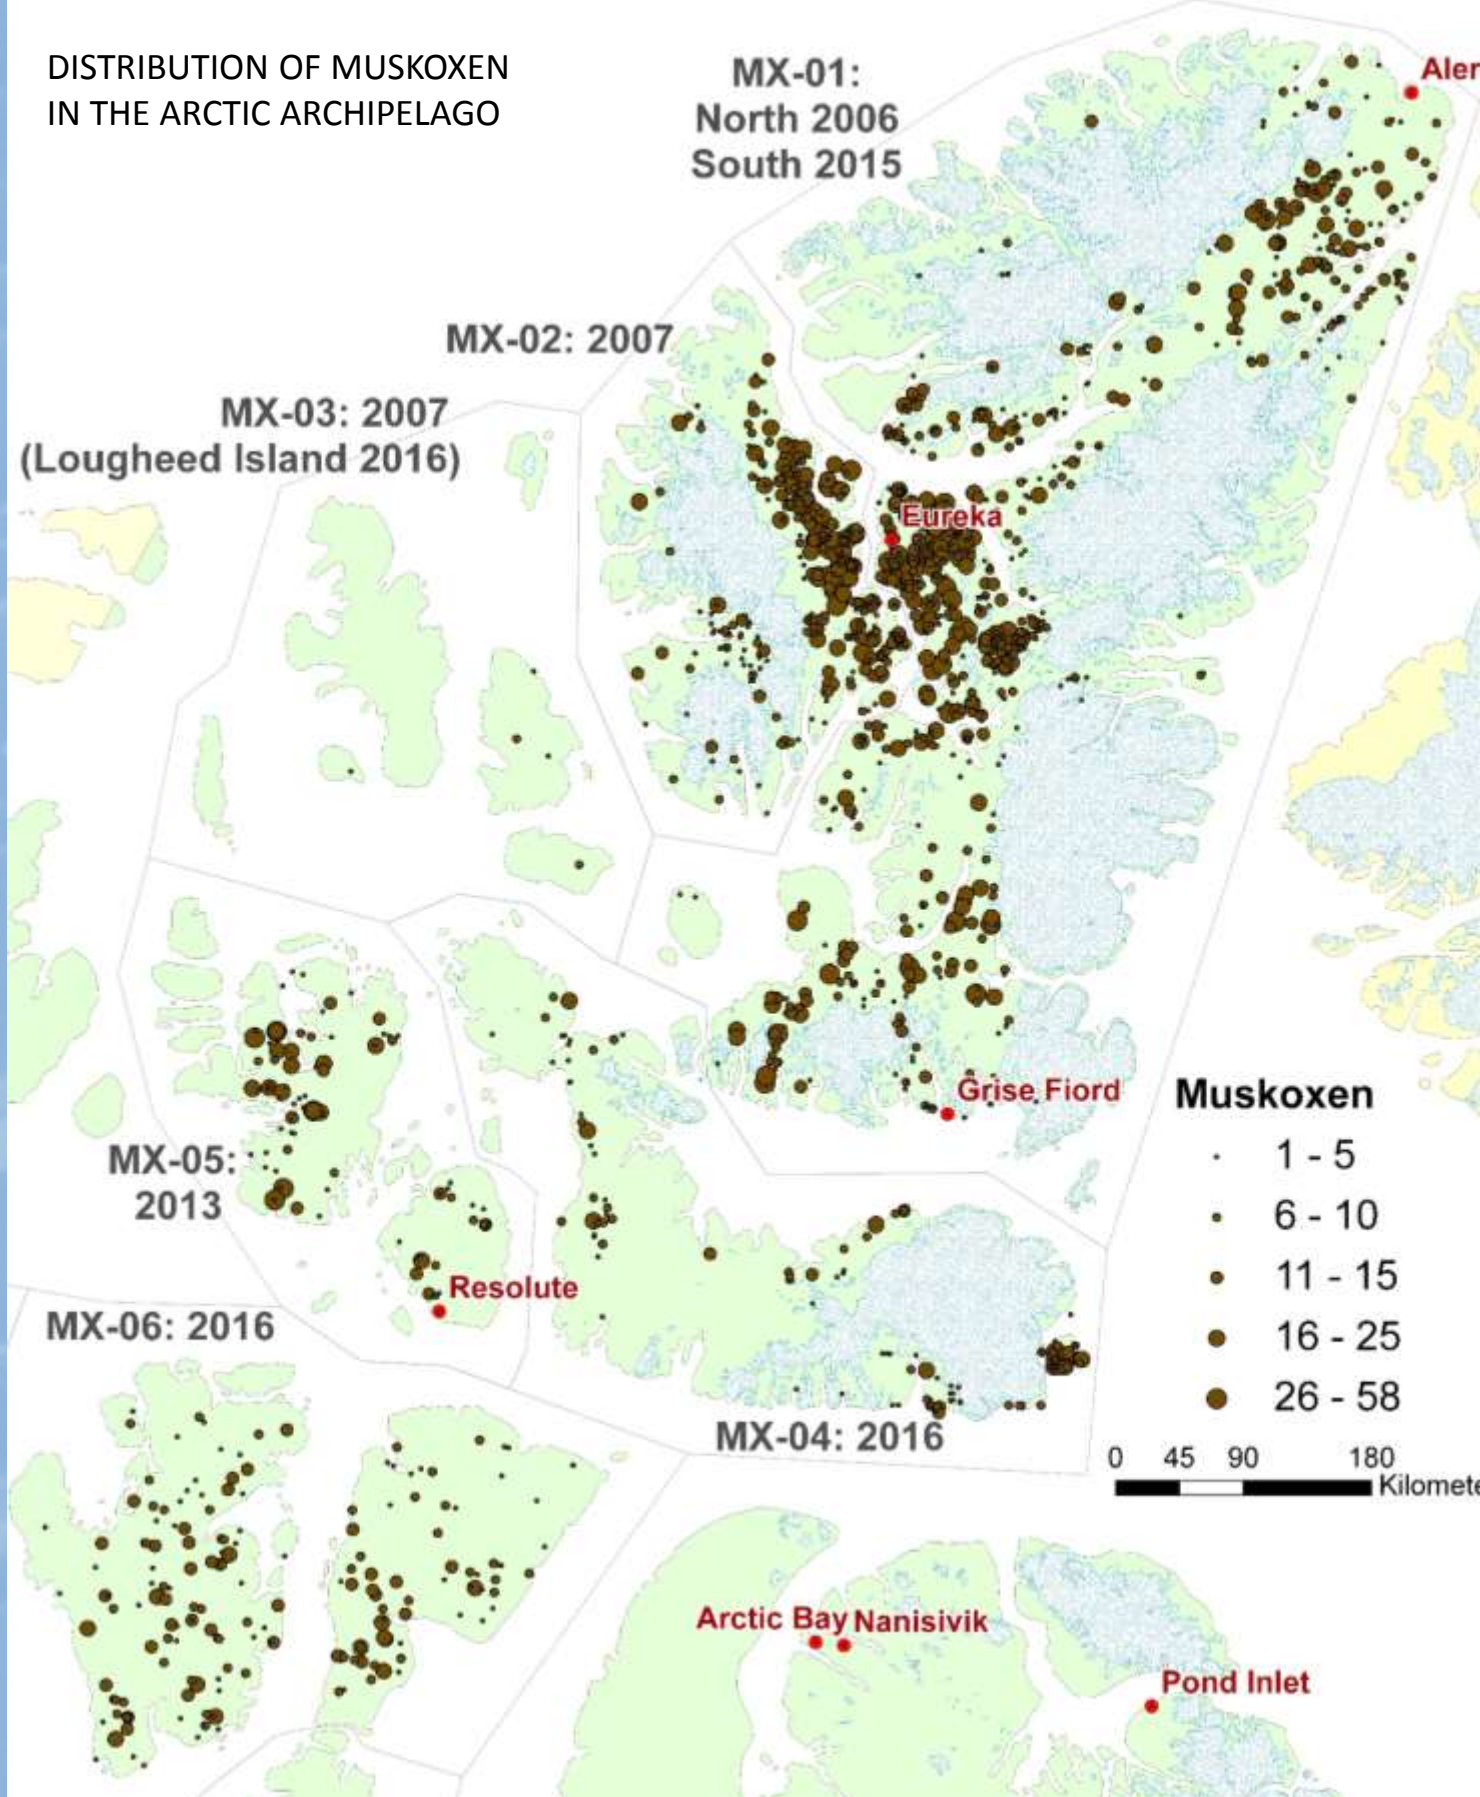 DISTRIBUTION OF MUSKOXEN
IN THE ARCTIC ARCHIPELAGO
MX-01:
North 2006
South 2015
Aler
MX-02: 2007
MX-03: 2007
(Lougheed Island 2016)
Eureka
Grise Fiord
MX-05:
2013
Resolute
MX-06: 2016
MX-04: 2016
Muskoxen
1 - 5
6 - 10
11 - 15
16 - 25
26 - 58
0 45 90 180
Kilomete
Arctic Bay Nanisivik
Pond Inlet